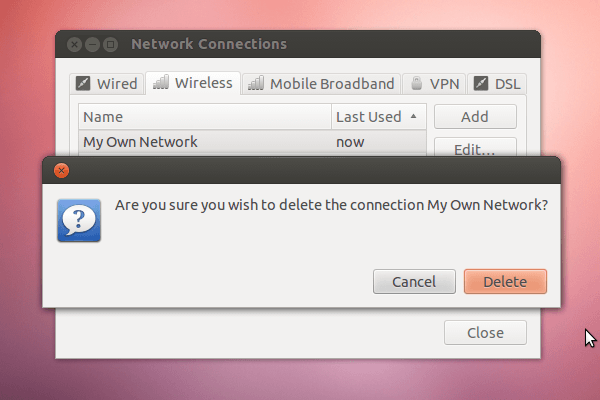 Network Connections
Wired Wireless Mobile Broadband VPN DSL
Name Last Used Add
My Own Network now Edit...
Are you sure you wish to delete the connection My Own Network?
Cancel Delete
Close